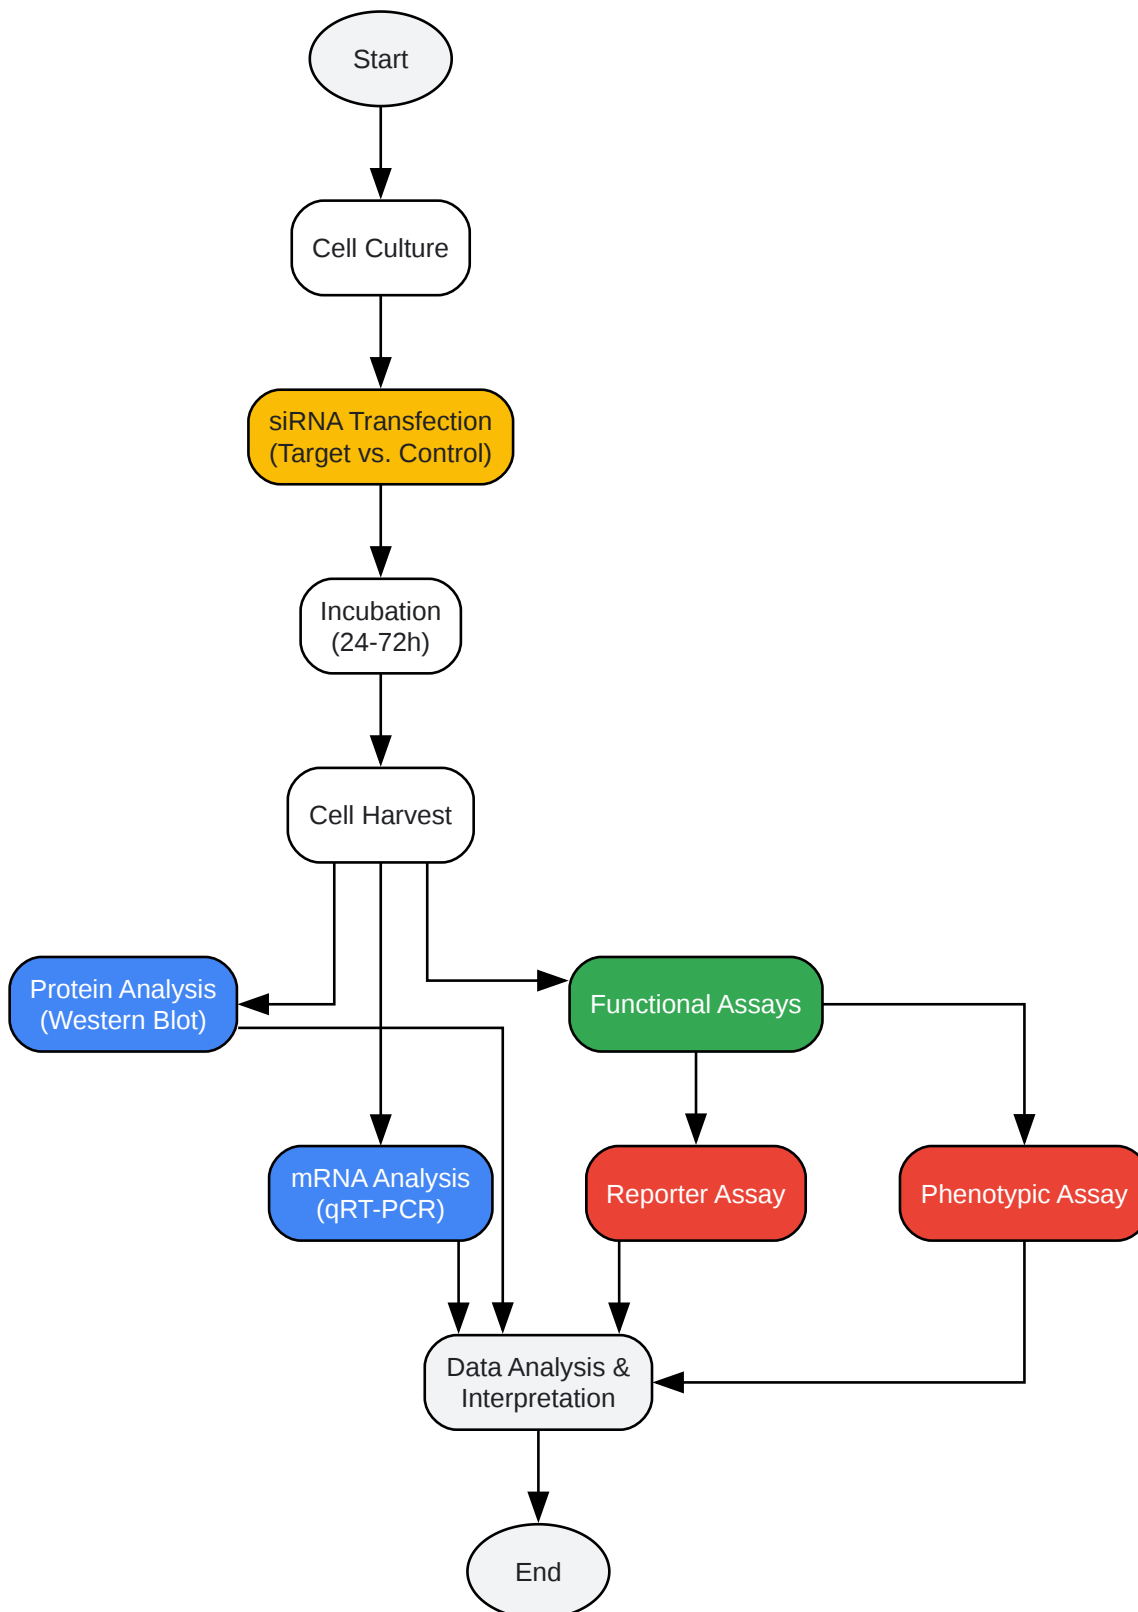 Start
Cell Culture
siRNA Transfection
(Target vs. Control)
Incubation
(24-72h)
Cell Harvest
Protein Analysis
(Western Blot)
Functional Assays
mRNA Analysis
(qRT-PCR)
Reporter Assay
Phenotypic Assay
Data Analysis &
Interpretation
End